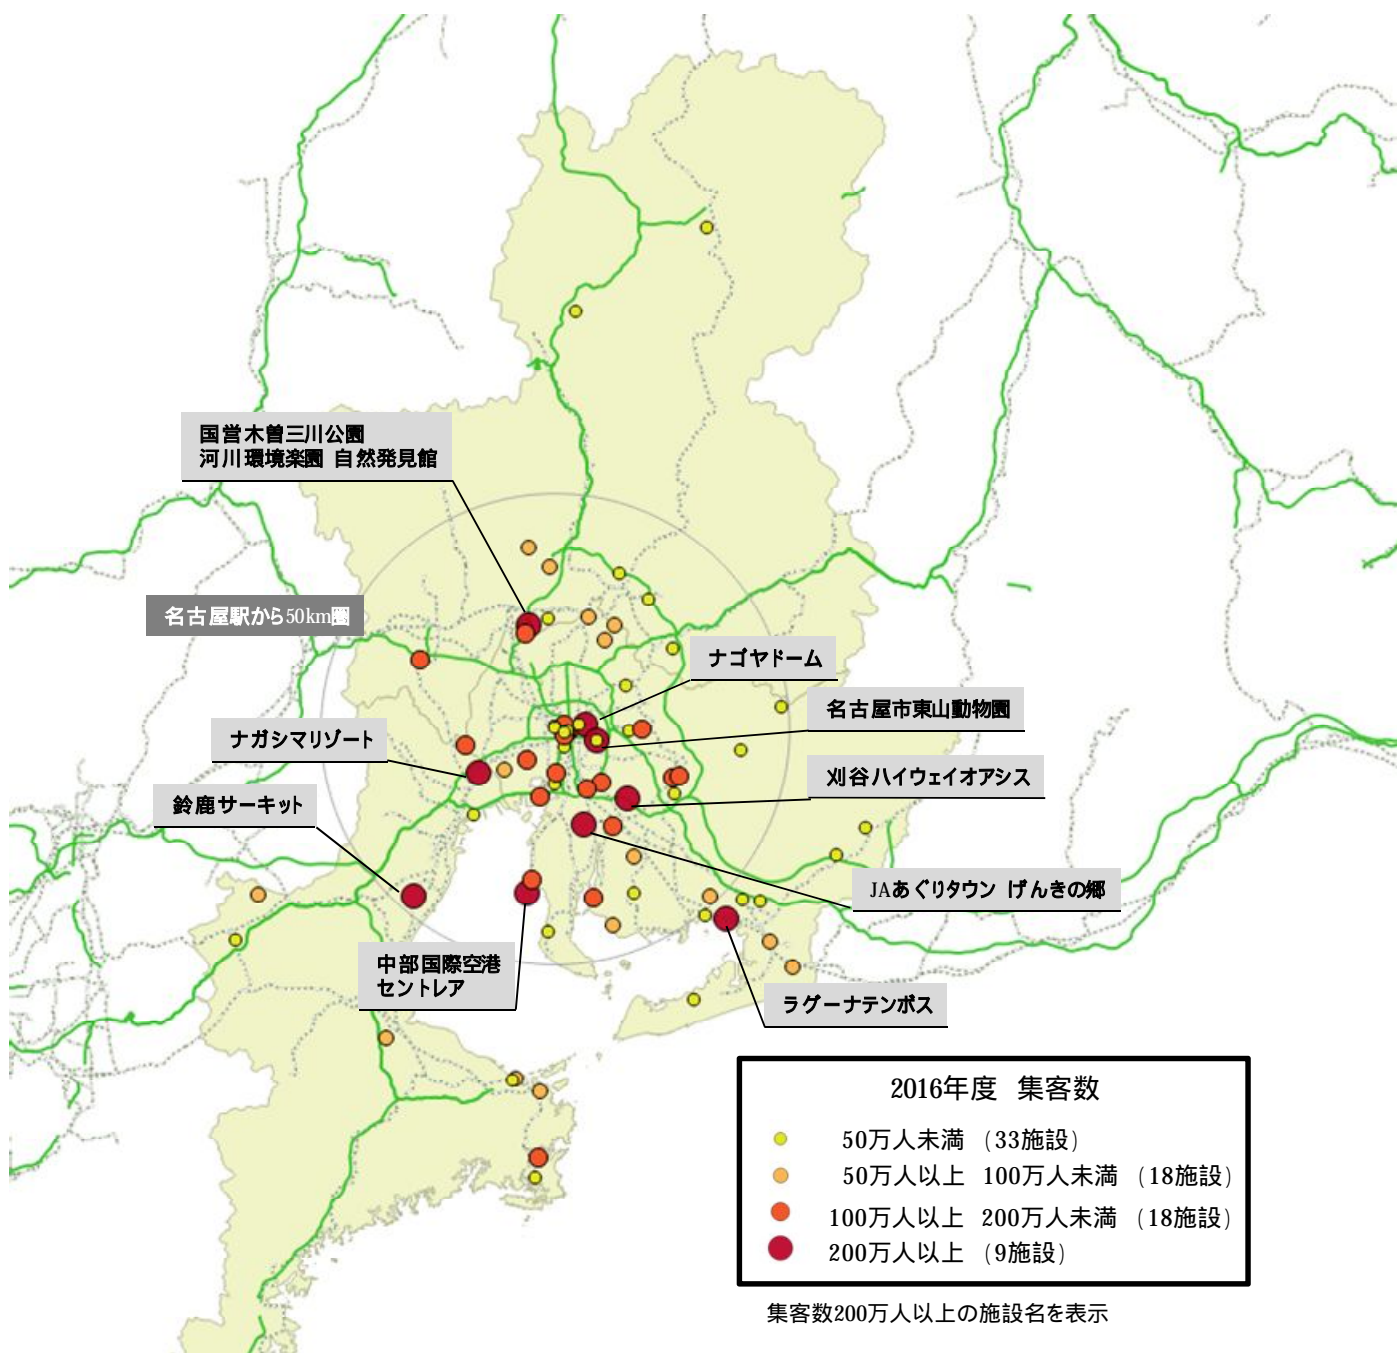 国営木曽三川公園
河川環境楽園 自然発見館
名古屋駅から50km圏
ナゴヤドーム
名古屋市東山動物園
ナガシマリゾート
刈谷ハイウェイオアシス
鈴鹿サーキット
JAあぐりタウン げんきの郷
中部国際空港
セントレア
ラグーナテンボス
2016年度 集客数
50万人未満 (33施設)
50万人以上 100万人未満 (18施設)
100万人以上 200万人未満 (18施設)
200万人以上 (9施設)
集客数200万人以上の施設名を表示